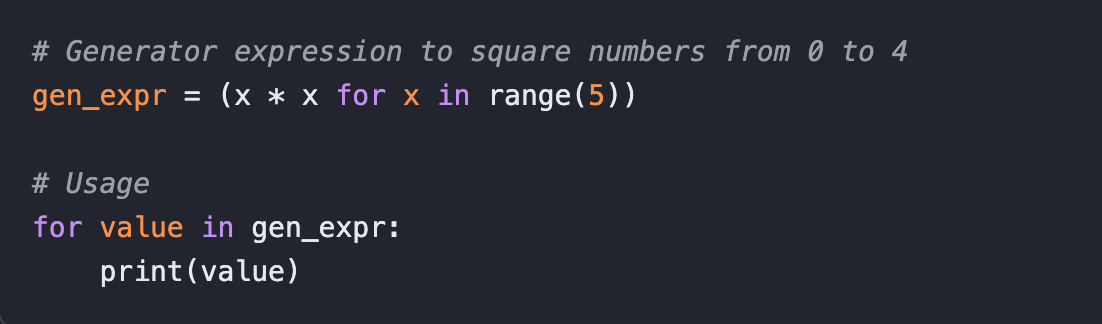 # Generator expression to square numbers from 0 to 4
gen_expr = (x * x for x in range(5))
# Usage
for value in gen_expr:
    print(value)